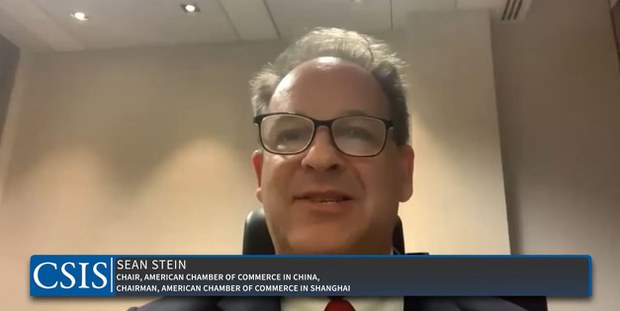 CSIS
SEAN STEIN
CHAIR, AMERICAN CHAMBER OF COMMERCE IN CHINA,
CHAIRMAN, AMERICAN CHAMBER OF COMMERCE IN SHANGHAI